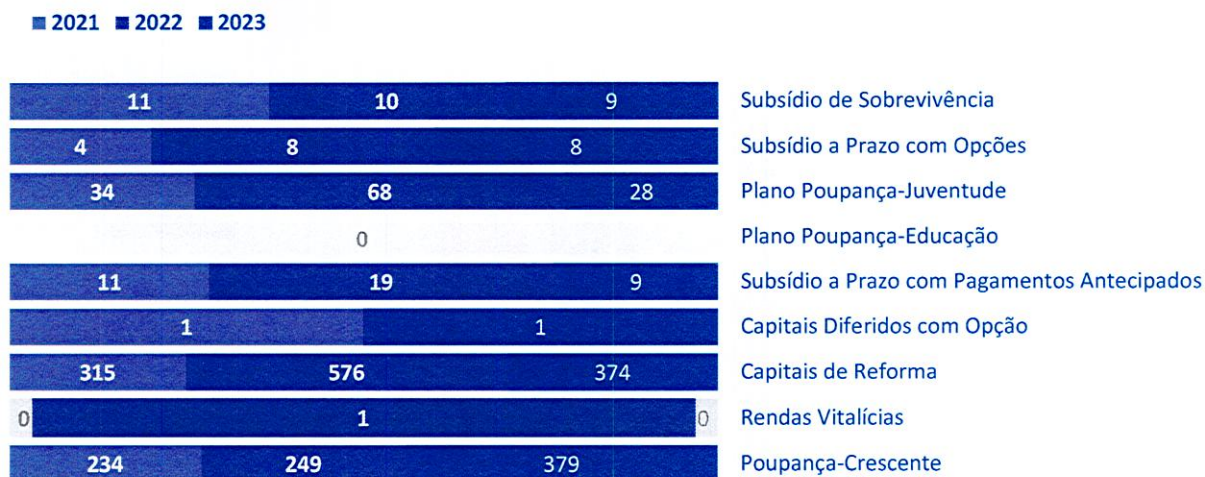 2021 2022 2023
11 10 9 Subsídio de Sobrevivência
4 8 8 Subsídio a Prazo com Opções
34 68 28 Plano Poupança-Juventude
0 Plano Poupança-Educação
11 19 9 Subsídio a Prazo com Pagamentos Antecipados
1 1 Capitais Diferidos com Opção
315 576 374 Capitais de Reforma
0 1 0 Rendas Vitalícias
234 249 379 Poupança-Crescente